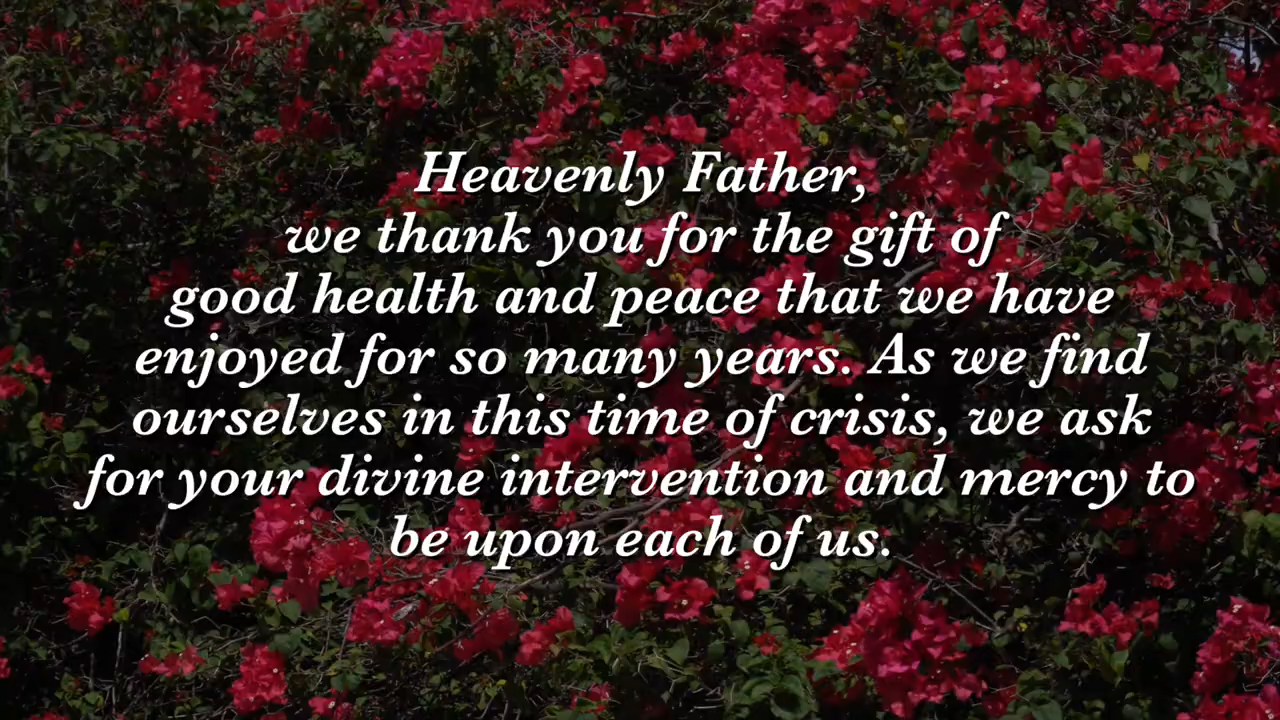 Heavenly Father,
we thank you for the gift of
good health and peace that we have
enjoyed for so many years. As we find
ourselves in this time of crisis, we ask
for your divine intervention and mercy to
be upon each of us.